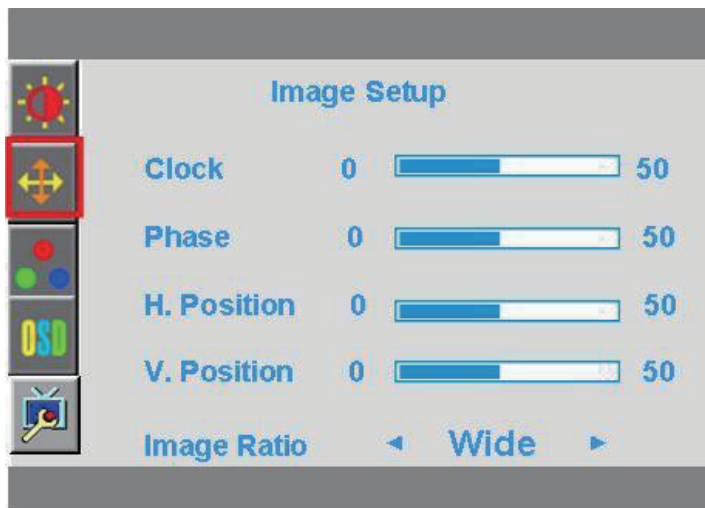 Image Setup
Clock 0 50
Phase 0 50
H. Position 0 50
OSD
V. Position 0 50
Image Ratio ◄ Wide ►